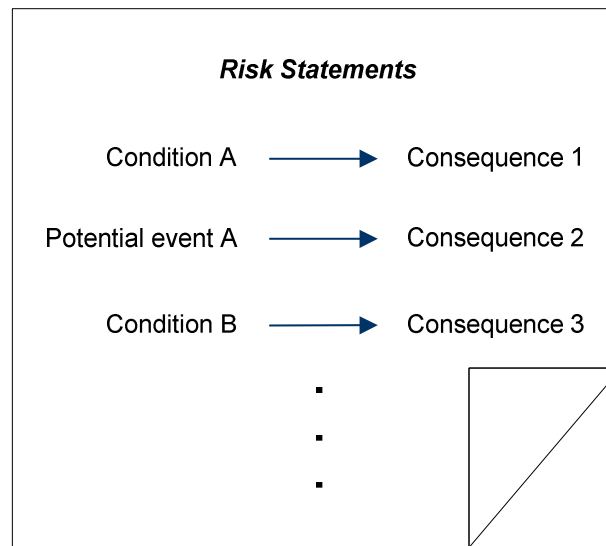 Risk Statements
Condition A Consequence 1
Potential event A Consequence 2
Condition B Consequence 3